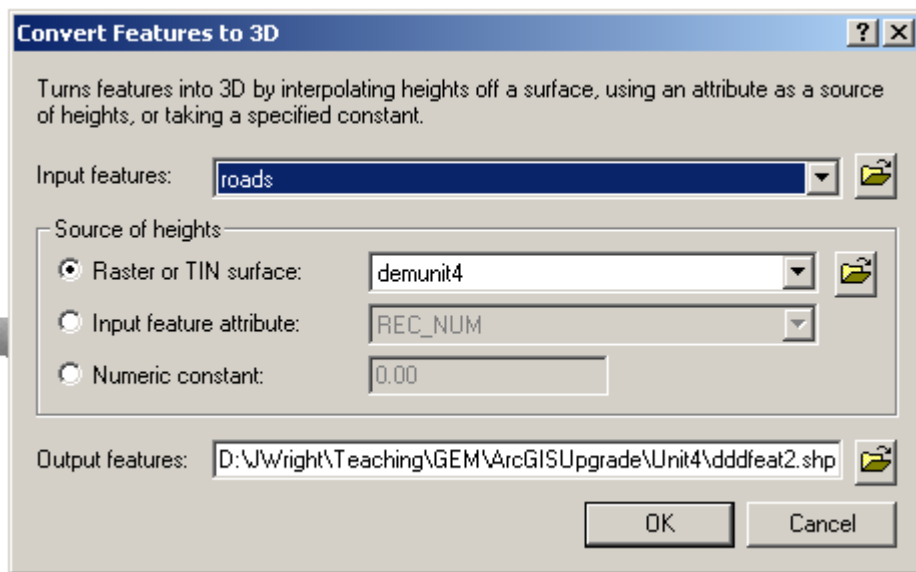 Convert Features to 3D
Turns features into 3D by interpolating heights off a surface, using an attribute as a source
of heights, or taking a specified constant.
Input features: roads
Source of heights
Raster or TIN surface: demunit4
Input feature attribute: REC_NUM
Numeric constant: 0.00
Output features: D:\JWright\Teaching\GEM\ArcGISUpgrade\Unit4\dddfeat2.shp
OK Cancel